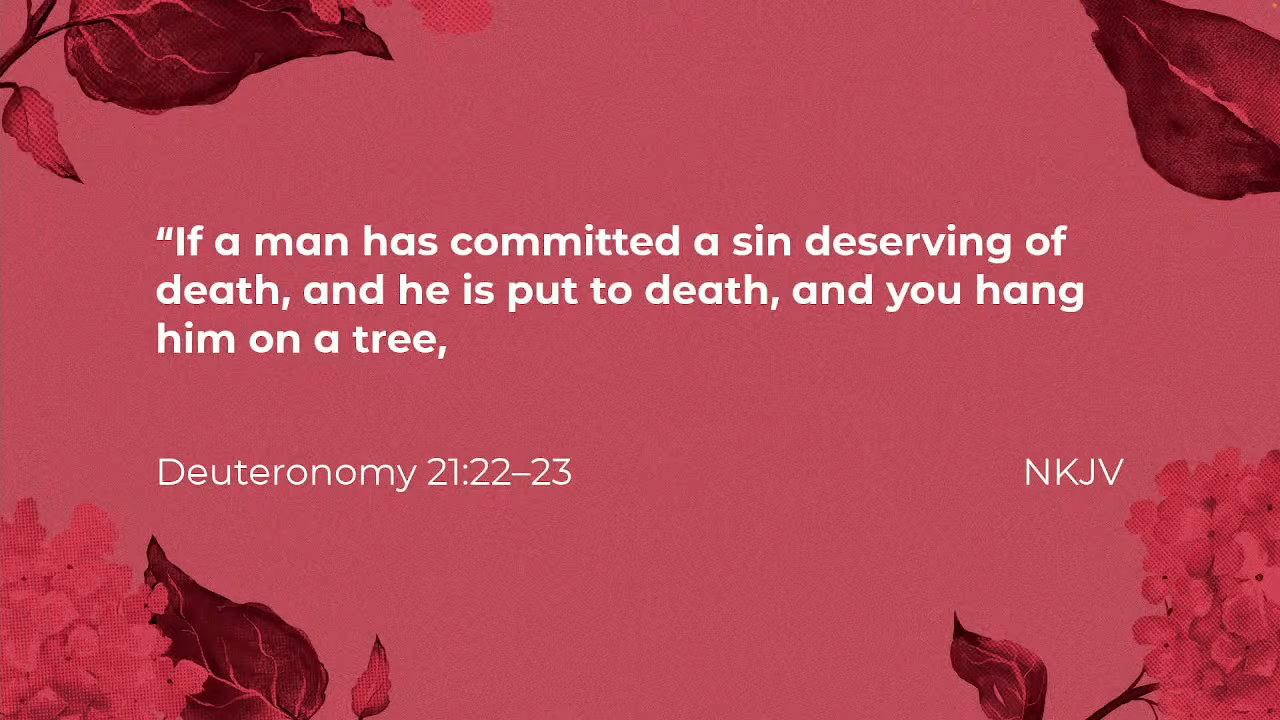 “If a man has committed a sin deserving of
death, and he is put to death, and you hang
him on a tree,
Deuteronomy 21:22–23 NKJV